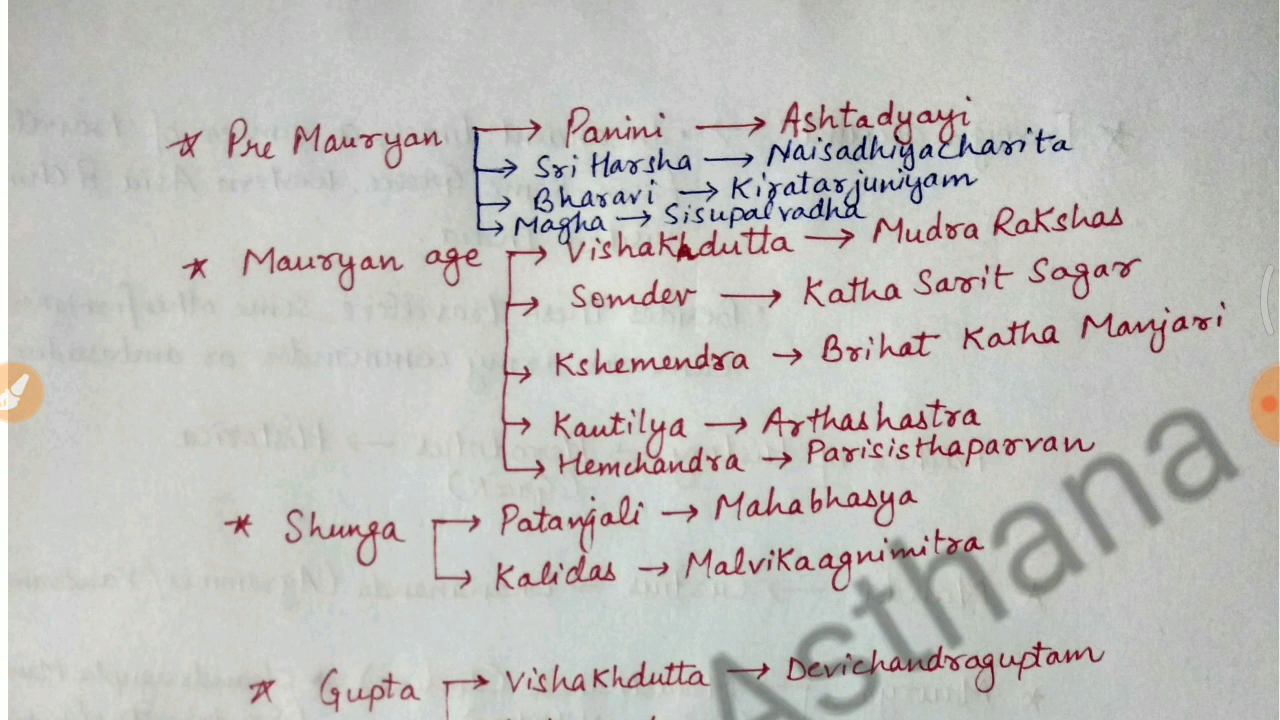 ☆ Pre Mauryan → Panini → Ashtadyayi
→ Sri Harsha → Naisadhiyacharita
→ Bharavi → Kiratarjuniyam
→ Magha → Sisupalvadha
☆ Mauryan age → Vishakhdutta → Mudra Rakshas
→ Somdev → Katha Sarit Sagar
→ Kshemendra → Brihat Katha Manjari
→ Kautilya → Arthashastra
→ Hemchandra → Parisisthaparvan
☆ Shunga → Patanjali → Mahabhasya
→ Kalidas → Malvikaagnimitra
☆ Gupta → Vishakhdutta → Devichandraguptam
Asthana